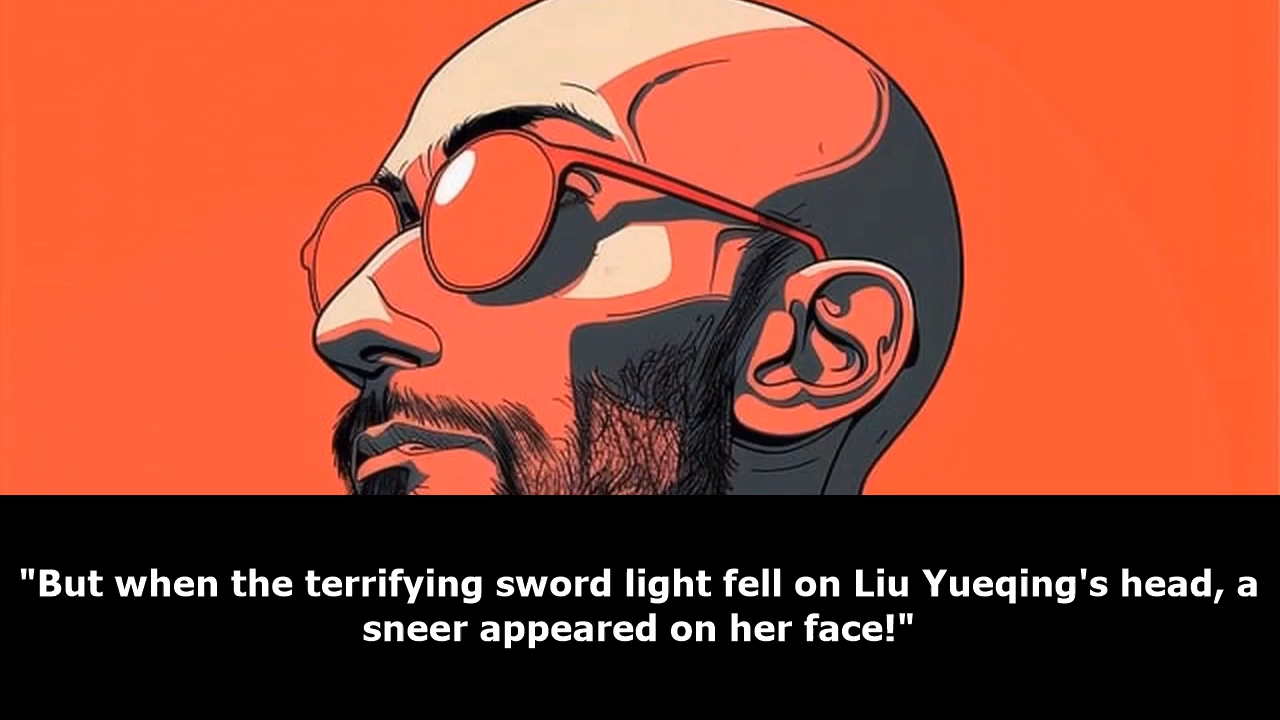 "But when the terrifying sword light fell on Liu Yueqing's head, a
sneer appeared on her face!"